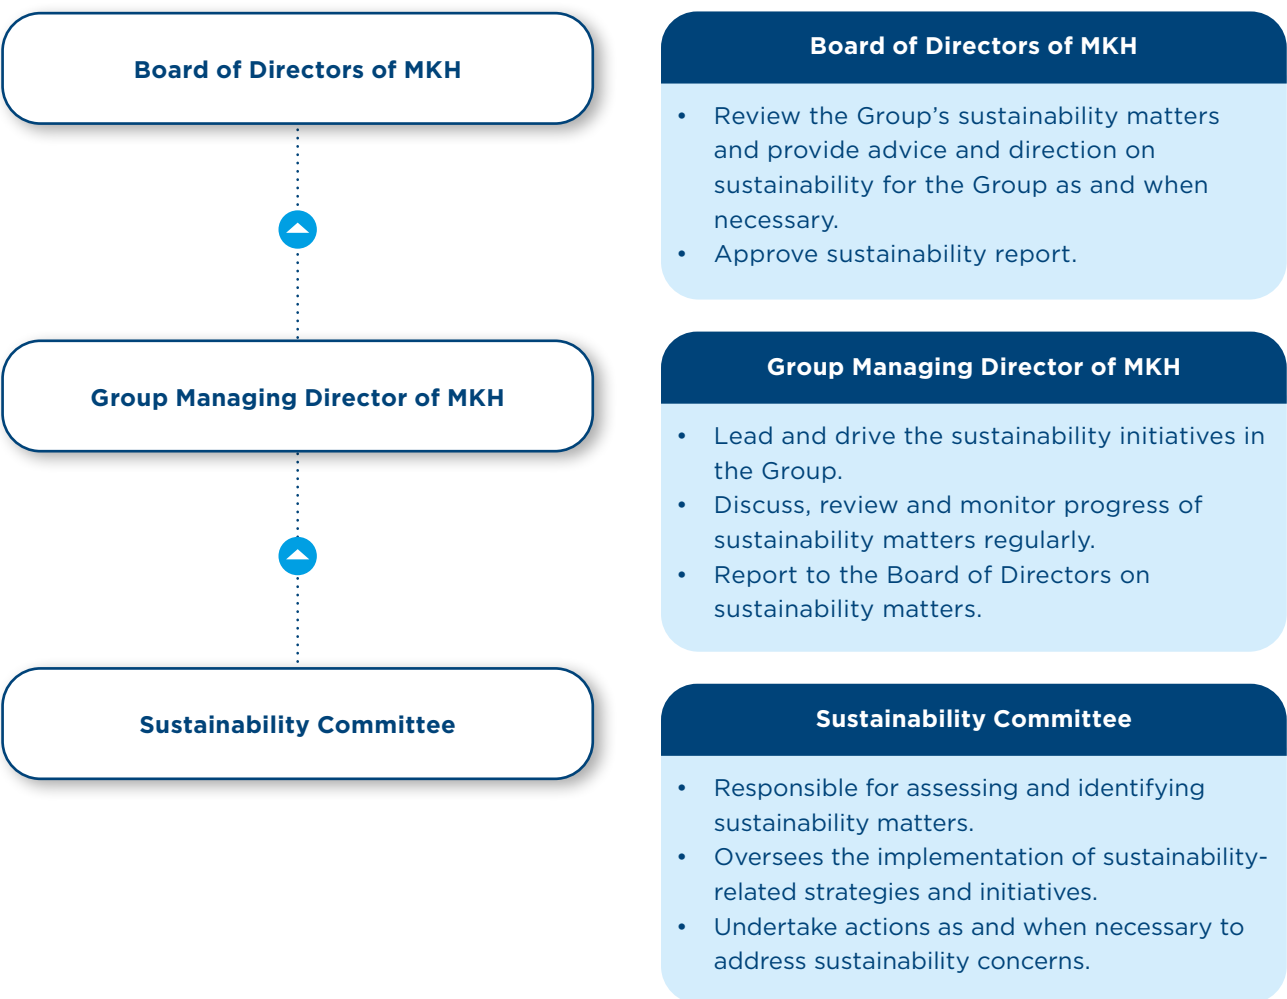 Board of Directors of MKH
Group Managing Director of MKH
Sustainability Committee
Board of Directors of MKH
• Review the Group’s sustainability matters
and provide advice and direction on
sustainability for the Group as and when
necessary.
• Approve sustainability report.
Group Managing Director of MKH
• Lead and drive the sustainability initiatives in
the Group.
• Discuss, review and monitor progress of
sustainability matters regularly.
• Report to the Board of Directors on
sustainability matters.
Sustainability Committee
• Responsible for assessing and identifying
sustainability matters.
• Oversees the implementation of sustainability-
related strategies and initiatives.
• Undertake actions as and when necessary to
address sustainability concerns.